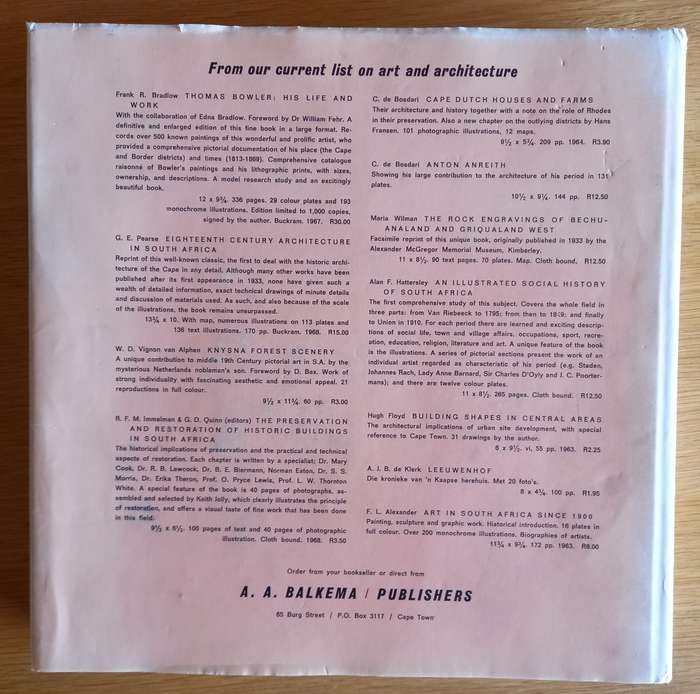 From our current list on art and architecture
Frank R. Bradlow THOMAS BOWLER: HIS LIFE AND
WORK
With the collaboration of Edna Bradlow. Foreword by Dr William Fehr. A
definitive and enlarged edition of this fine book in a large format. Re-
cords over 500 known paintings of this wonderful and prolific artist, who
provided a comprehensive pictorial documentation of his place (the Cape
and Border districts) and times (1813-1869). Comprehensive catalogue
raisonné of Bowler's paintings and his lithographic prints, with sizes,
ownership, and descriptions. A model research study and an excitingly
beautiful book.
12 x 9¾. 336 pages. 29 colour plates and 193
monochrome illustrations. Edition limited to 1,000 copies,
signed by the author. Buckram. 1967. R30.00
G. E. Pearse EIGHTEENTH CENTURY ARCHITECTURE
IN SOUTH AFRICA
Reprint of this well-known classic, the first to deal with the historic archi-
tecture of the Cape in any detail. Although many other works have been
published after its first appearance in 1933, none have given such a
wealth of detailed information, exact technical drawings of minute details
and discussion of materials used. As such, and also because of the scale
of the illustrations, the book remains unsurpassed.
13¾ x 10. With map, numerous illustrations on 113 plates and
136 text illustrations. 170 pp. Buckram. 1968. R15.00
W. D. Vignon van Alphen KNYSNA FOREST SCENERY
A unique contribution to middle 19th Century pictorial art in S.A. by the
mysterious Netherlands nobleman's son. Foreword by D. Bax. Work of
strong individuality with fascinating aesthetic and emotional appeal. 21
reproductions in full colour.
9½ x 11¾. 60 pp. R3.00
R. F. M. Immelman & G. D. Quinn (editors) THE PRESERVATION
AND RESTORATION OF HISTORIC BUILDINGS
IN SOUTH AFRICA
The historical implications of preservation and the practical and technical
aspects of restoration. Each chapter is written by a specialist: Dr. Mary
Cook, Dr. R. B. Lewcock, Dr. B. E. Biermann, Norman Eaton, Dr. S. S.
Morris, Dr. Erika Theron, Prof. O. Pryce Lewis, Prof. L. W. Thornton
White. A special feature of the book is 40 pages of photographs, as-
sembled and selected by Keith Jolly, which clearly illustrates the principle
of restoration, and offers a visual taste of fine work that has been done
in this field.
9½ x 6½. 100 pages of text and 40 pages of photographic
illustration. Cloth bound. 1968. R3.50
C. de Bosdari CAPE DUTCH HOUSES AND FARMS
Their architecture and history together with a note on the role of Rhodes
in their preservation. Also a new chapter on the outlying districts by Hans
Fransen. 101 photographic illustrations, 12 maps.
9½ x 5¾. 209 pp. 1964. R3.90
C. de Bosdari ANTON ANREITH
Showing his large contribution to the architecture of his period in 131
plates.
10½ x 9¼. 144 pp. R12.50
Maria Wilman THE ROCK ENGRAVINGS OF BECHU-
ANALAND AND GRIQUALAND WEST
Facsimile reprint of this unique book, originally published in 1933 by the
Alexander McGregor Memorial Museum, Kimberley.
11 x 8½. 90 text pages. 70 plates. Map. Cloth bound. R12.50
Alan F. Hattersley AN ILLUSTRATED SOCIAL HISTORY
OF SOUTH AFRICA
The first comprehensive study of this subject. Covers the whole field in
three parts: from Van Riebeeck to 1795; from then to 1849; and finally
to Union in 1910. For each period there are learned and exciting descrip-
tions of social life, town and village affairs, occupations, sport, recre-
ation, education, religion, literature and art. A unique feature of the book
is the illustrations. A series of pictorial sections present the work of an
individual artist regarded as characteristic of his period (e.g. Staden,
Johannes Rach, Lady Anne Barnard, Sir Charles D'Oyly and J. C. Poorter-
mans); and there are twelve colour plates.
11 x 8½. 265 pages. Cloth bound. R12.50
Hugh Floyd BUILDING SHAPES IN CENTRAL AREAS
The architectural implications of urban site development, with special
reference to Cape Town. 31 drawings by the author.
6 x 9½. vi, 55 pp. 1963. R2.25
A. J. B. de Klerk LEEUWENHOF
Die kronieke van 'n Kaapse herehuis. Met 20 foto's.
8 x 4¼. 100 pp. R1.95
F. L. Alexander ART IN SOUTH AFRICA SINCE 1900
Painting, sculpture and graphic work. Historical introduction. 16 plates in
full colour. Over 200 monochrome illustrations. Biographies of artists.
11¾ x 9¾. 172 pp. 1963. R8.00
Order from your bookseller or direct from
A. A. BALKEMA / PUBLISHERS
65 Burg Street / P.O. Box 3117 / Cape Town